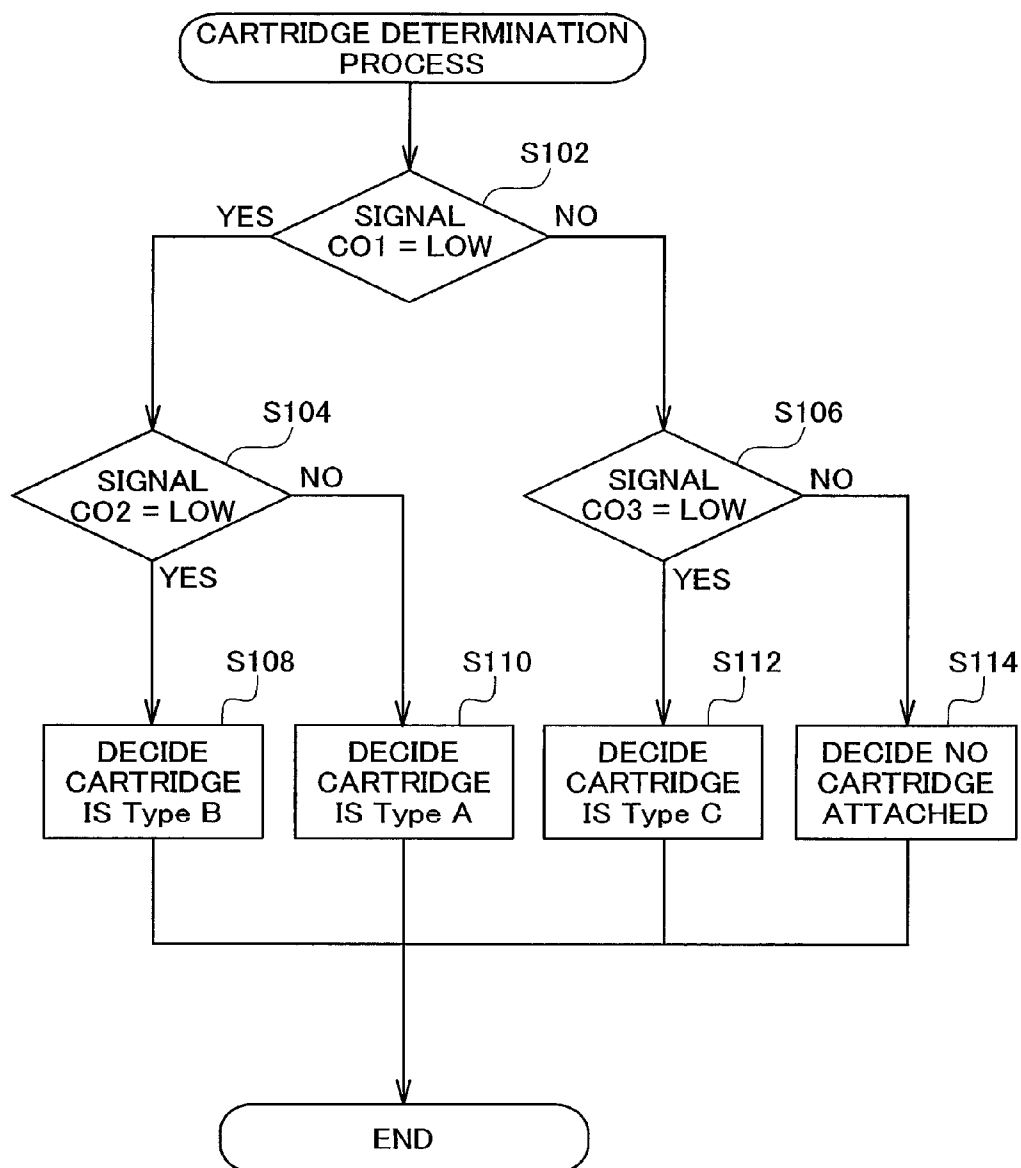 CARTRIDGE DETERMINATION
PROCESS
S102
YES
SIGNAL
CO1 = LOW
NO
S104
SIGNAL
CO2 = LOW
NO
YES
S106
SIGNAL
CO3 = LOW
NO
YES
S108
DECIDE
CARTRIDGE
IS Type B
S110
DECIDE
CARTRIDGE
IS Type A
S112
DECIDE
CARTRIDGE
IS Type C
S114
DECIDE NO
CARTRIDGE
ATTACHED
END